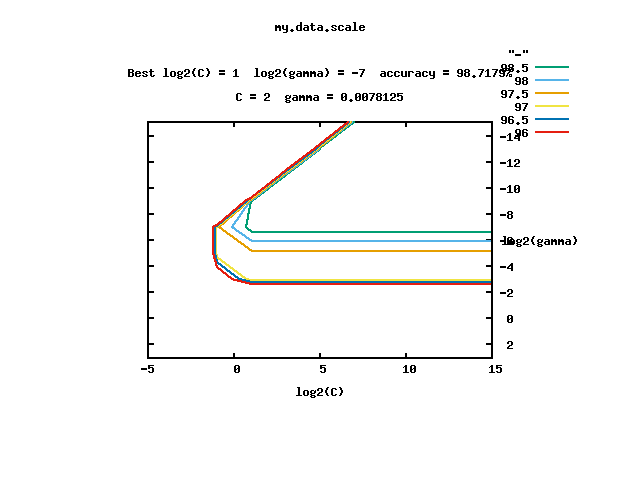 my.data.scale
"-"
Best log2(C) = 1  log2(gamma) = -7  accuracy = 98.7179%
98.5
98
97.5
C = 2  gamma = 0.0078125
97
96.5
96
-14
-12
-10
-8
-6
log2(gamma)
-4
-2
0
2
-5 0 5 10 15
log2(C)